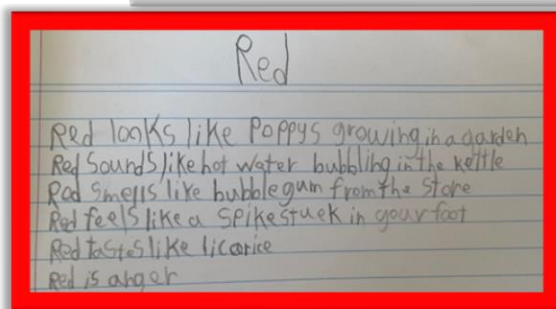 Red
Red looks like Poppys growing in a garden
Red Sounds like hot water bubbling in the kettle
Red Smells like bubblegum from the Store
Red feels like a Spike stuck in your foot
Red tastes like licorice
Red is anger